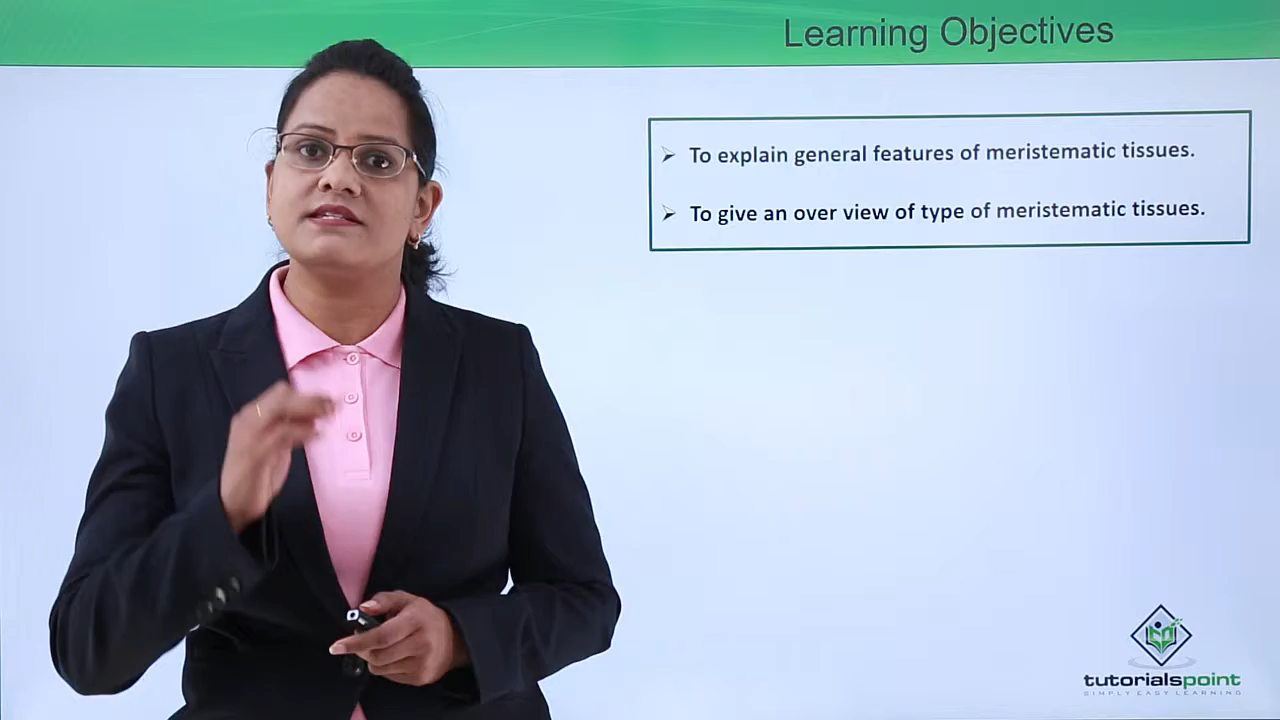 Learning Objectives
➢ To explain general features of meristematic tissues.
➢ To give an over view of type of meristematic tissues.
tutorialspoint
SIMPLY EASY LEARNING